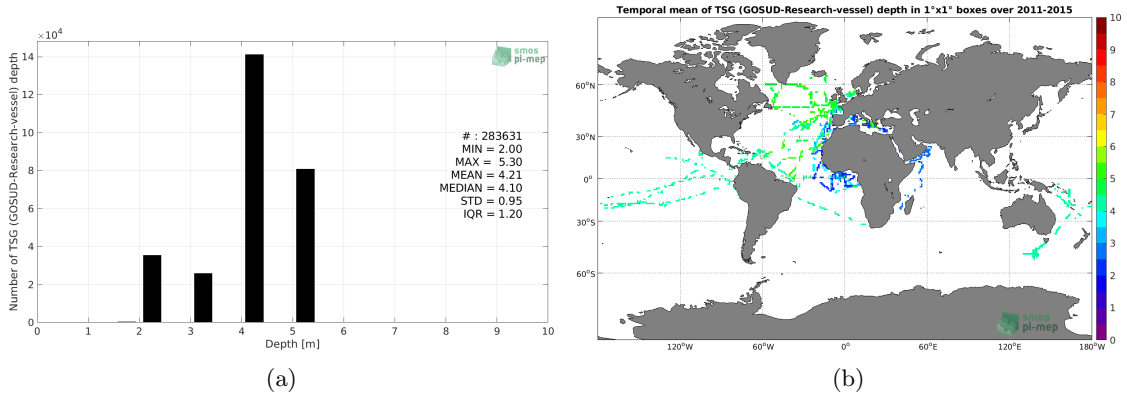 ×10⁴
14
12
10
8
6
4
2
0
Number of TSG (GOSUD-Research-vessel) depth
smos
pi-mep
# : 283631
MIN = 2.00
MAX = 5.30
MEAN = 4.21
MEDIAN = 4.10
STD = 0.95
IQR = 1.20
0 1 2 3 4 5 6 7 8 9 10
Depth [m]
(a)
Temporal mean of TSG (GOSUD-Research-vessel) depth in 1°x1° boxes over 2011-2015
60°N
30°N
0°
30°S
60°S
120°W 60°W 0° 60°E 120°E 180°W
smos
pi-mep
10
9
8
7
6
5
4
3
2
1
0
(b)